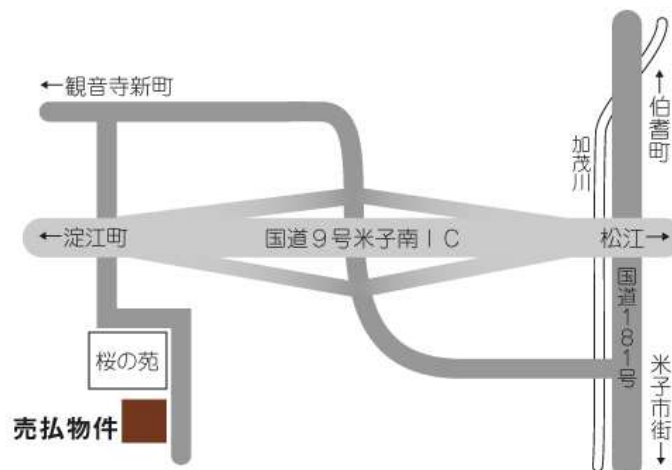 ←観音寺新町
↑伯耆町
加茂川
←淀江町
国道9号米子南IC
松江→
国道181号
桜の苑
米子市街↓
売払物件